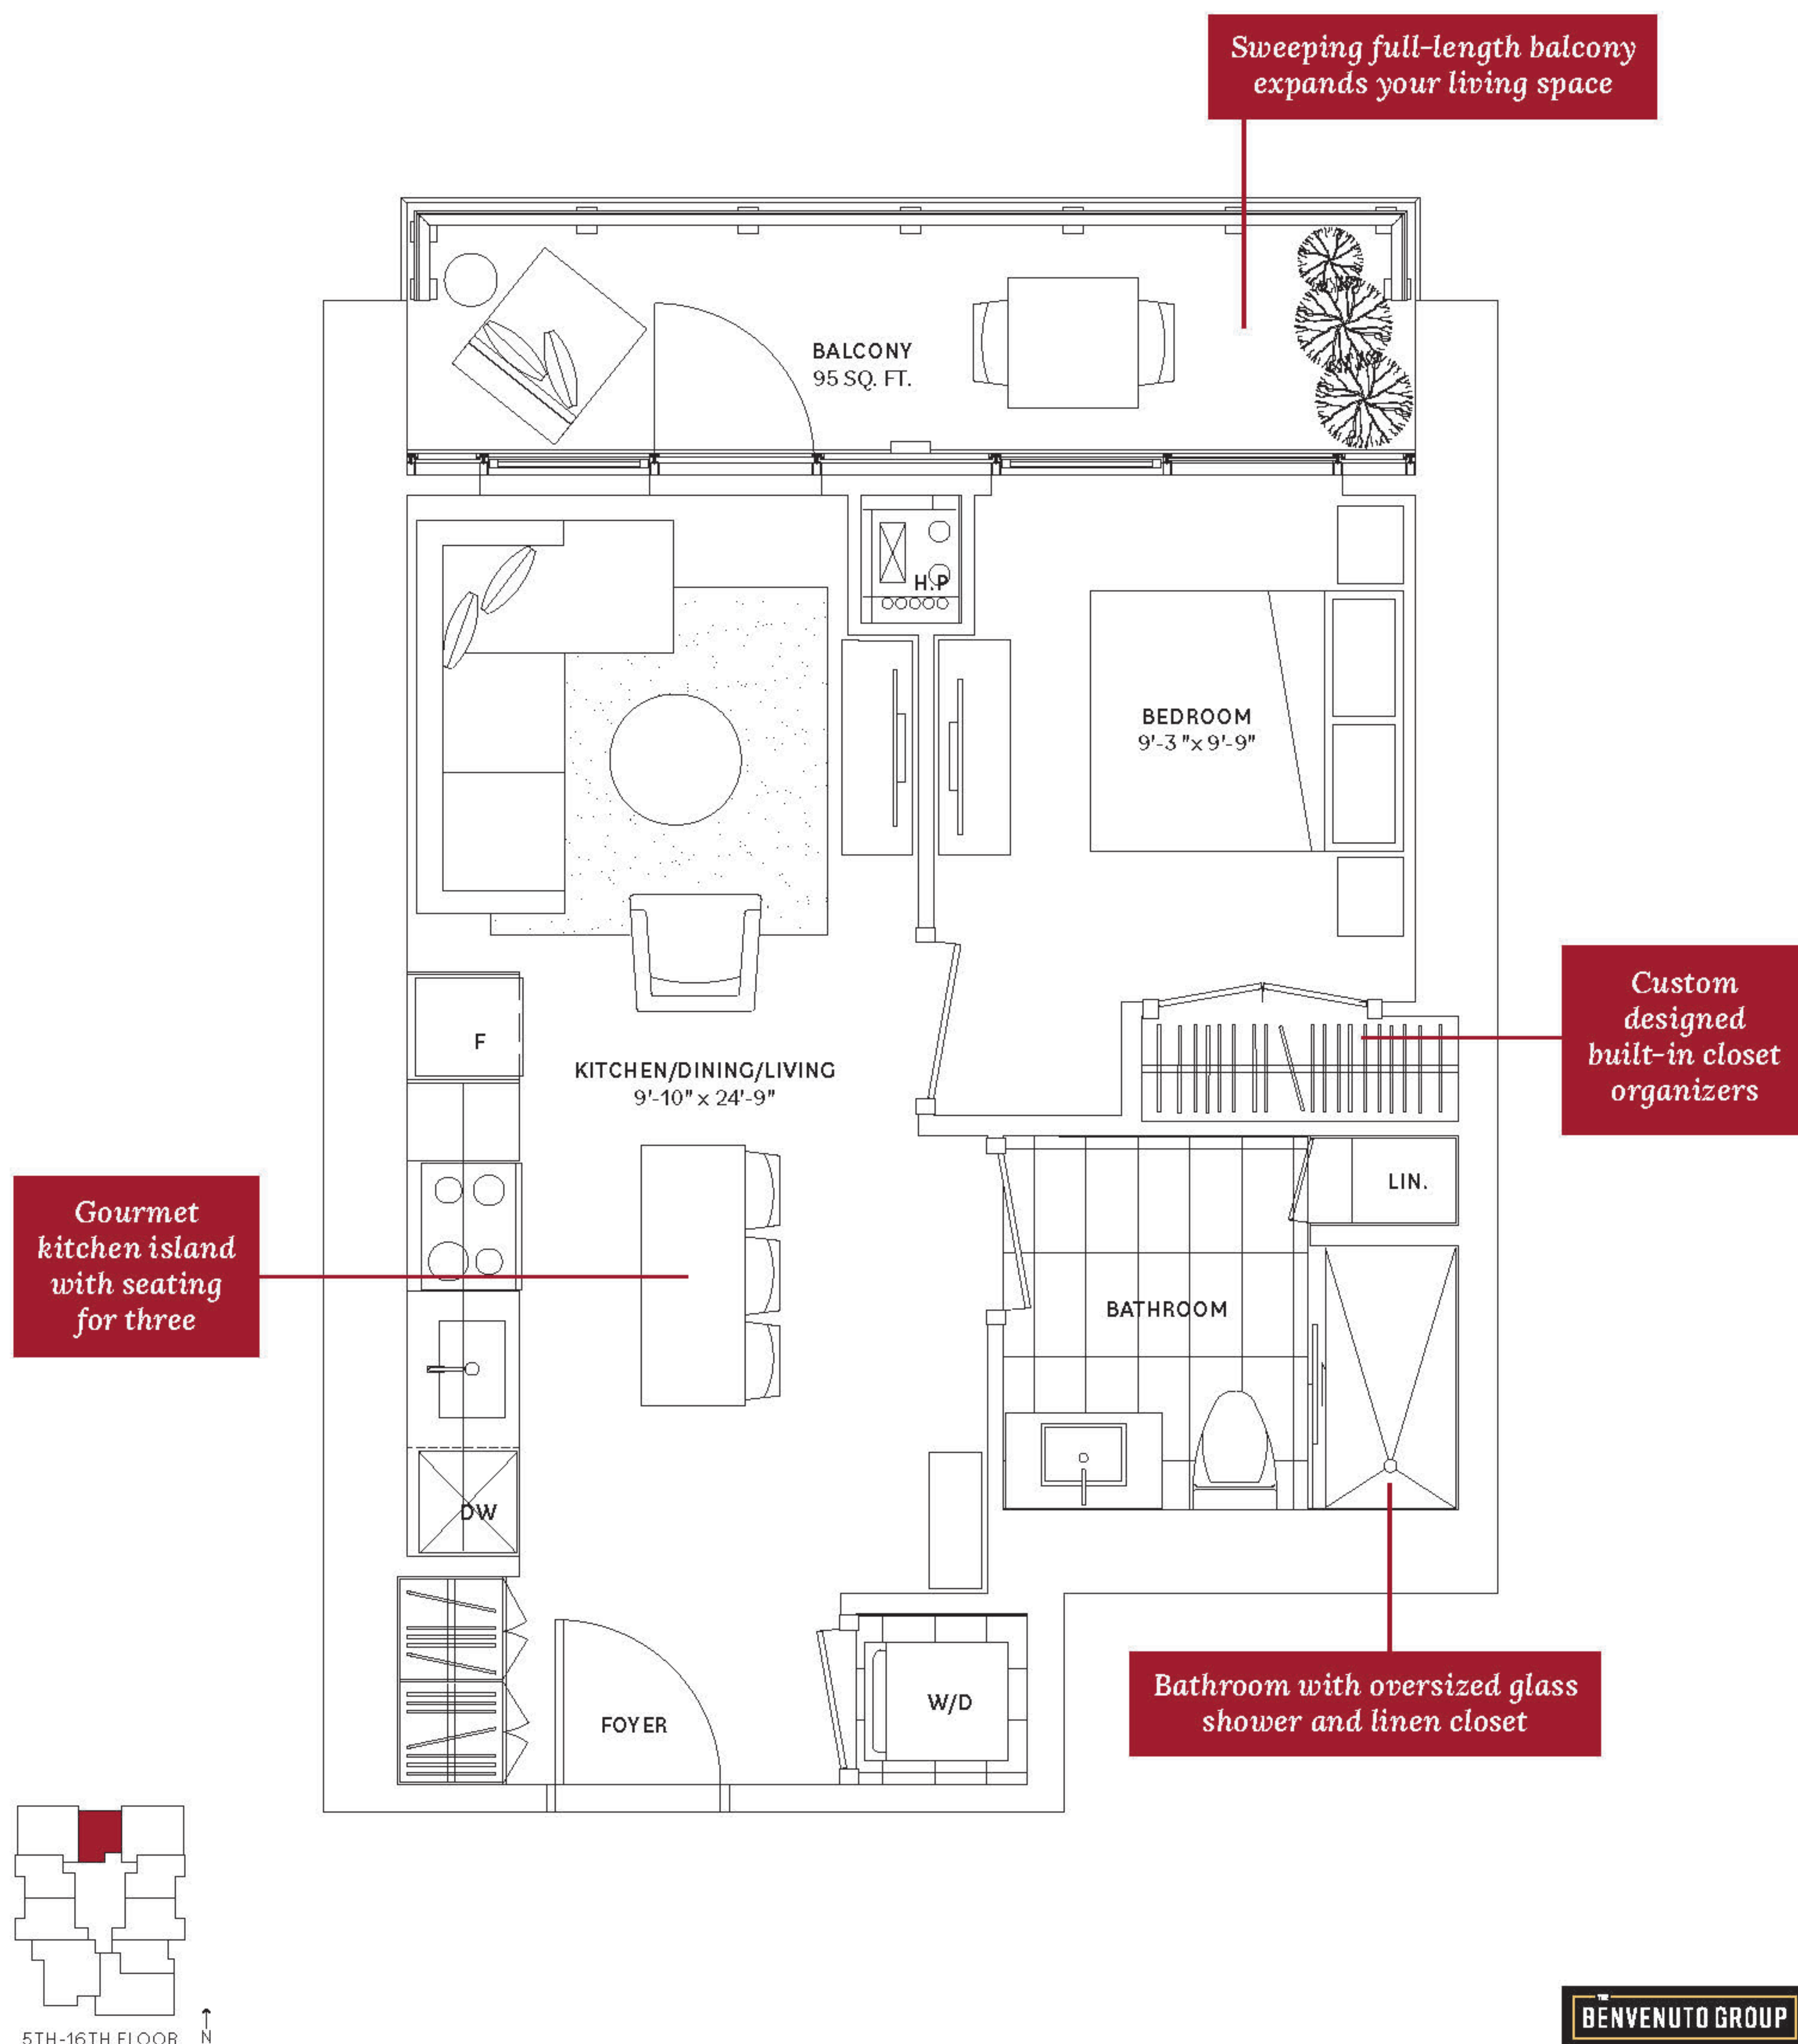 Sweeping full-length balcony
expands your living space
BALCONY
95 SQ. FT.
H.P
BEDROOM
9'-3"x 9'-9"
Custom
designed
built-in closet
organizers
F
KITCHEN/DINING/LIVING
9'-10" x 24'-9"
LIN.
Gourmet
kitchen island
with seating
for three
BATHROOM
DW
W/D
FOYER
Bathroom with oversized glass
shower and linen closet
5TH-16TH FLOOR
N
THE
BENVENUTO GROUP